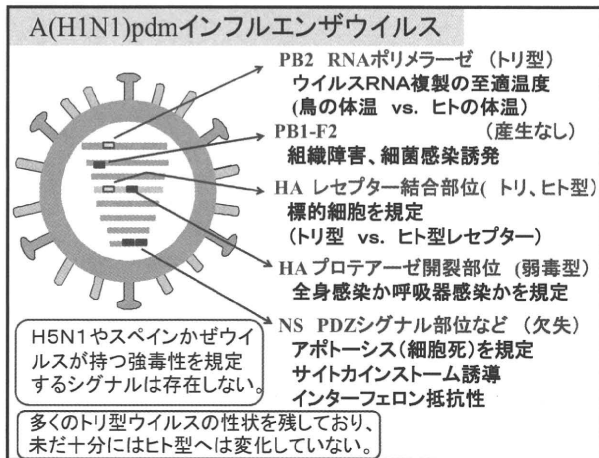 A(H1N1)pdmインフルエンザウイルス
PB2 RNAポリメラーゼ (トリ型)
ウイルスRNA複製の至適温度
(鳥の体温 vs. ヒトの体温)
PB1-F2 (産生なし)
組織障害、細菌感染誘発
HA レセプター結合部位( トリ、ヒト型)
標的細胞を規定
(トリ型 vs. ヒト型レセプター)
HA プロテアーゼ開裂部位 (弱毒型)
全身感染か呼吸器感染かを規定
NS PDZシグナル部位など (欠失)
アポトーシス(細胞死)を規定
サイトカインストーム誘導
インターフェロン抵抗性
H5N1やスペインかぜウイ
ルスが持つ強毒性を規定
するシグナルは存在しない。
多くのトリ型ウイルスの性状を残しており、
未だ十分にはヒト型へは変化していない。